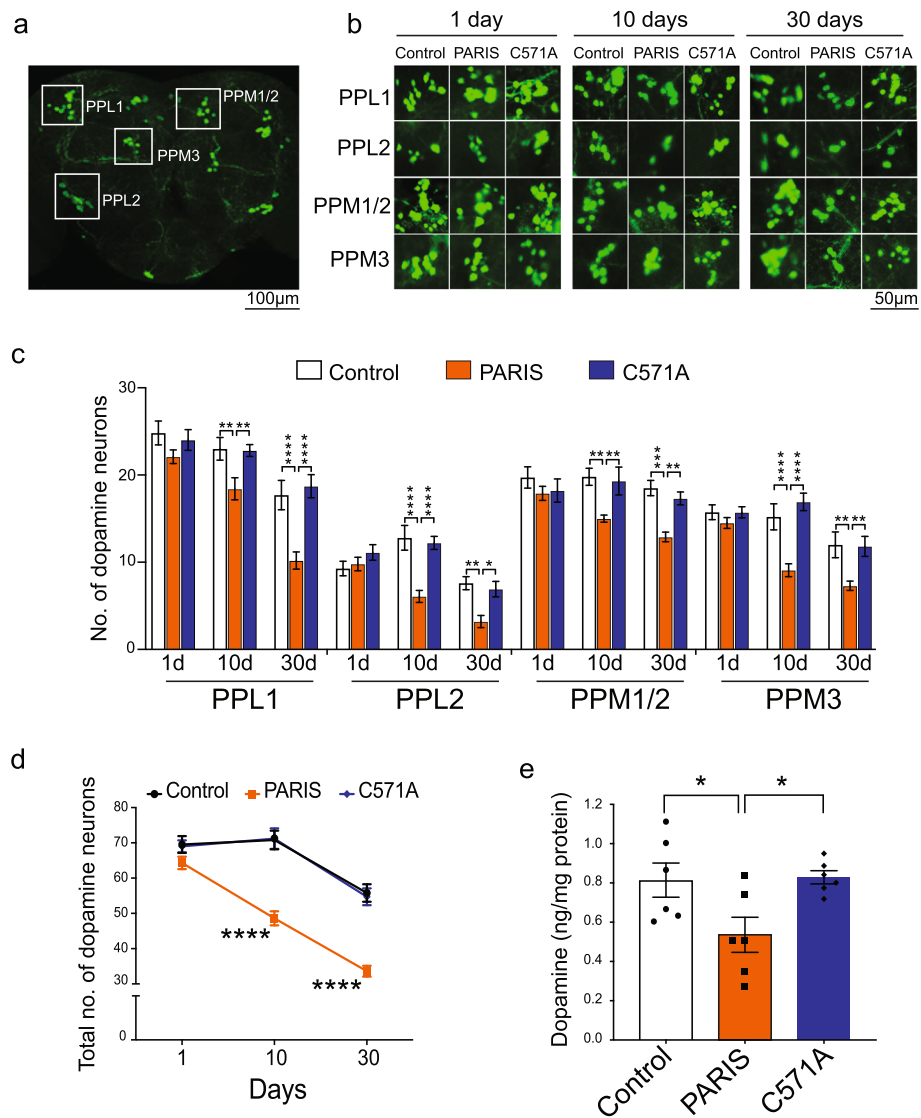 a
PPL1
PPM1/2
PPM3
PPL2
100µm
b
1 day
10 days
30 days
Control PARIS C571A
Control PARIS C571A
Control PARIS C571A
PPL1
PPL2
PPM1/2
PPM3
50µm
c
Control
PARIS
C571A
No. of dopamine neurons
30
20
10
0
** ** **** **** **** **** ** * ** ** *** ** **** **** ** **
1d 10d 30d 1d 10d 30d 1d 10d 30d 1d 10d 30d
PPL1 PPL2 PPM1/2 PPM3
d
Control PARIS C571A
Total no. of dopamine neurons
80
70
60
50
40
30
0
****
****
1 10 30
Days
e
* *
Dopamine (ng/mg protein)
1.2
1.0
0.8
0.6
0.4
0.2
0.0
Control
PARIS
C571A